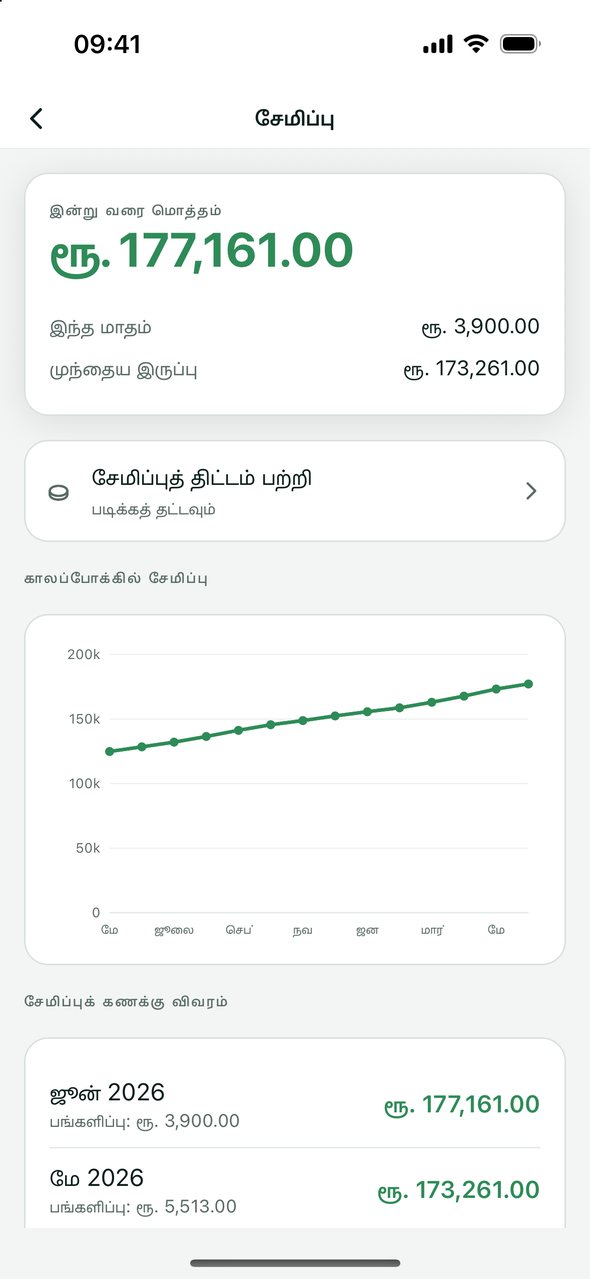 09:41
சேமிப்பு
இன்று வரை மொத்தம்
ரூ. 177,161.00
இந்த மாதம் ரூ. 3,900.00
முந்தைய இருப்பு ரூ. 173,261.00
சேமிப்புத் திட்டம் பற்றி
படிக்கத் தட்டவும்
காலப்போக்கில் சேமிப்பு
200k
150k
100k
50k
0
மே ஜூலை செப் நவ ஜன மார் மே
சேமிப்புக் கணக்கு விவரம்
ஜூன் 2026 ரூ. 177,161.00
பங்களிப்பு: ரூ. 3,900.00
மே 2026 ரூ. 173,261.00
பங்களிப்பு: ரூ. 5,513.00